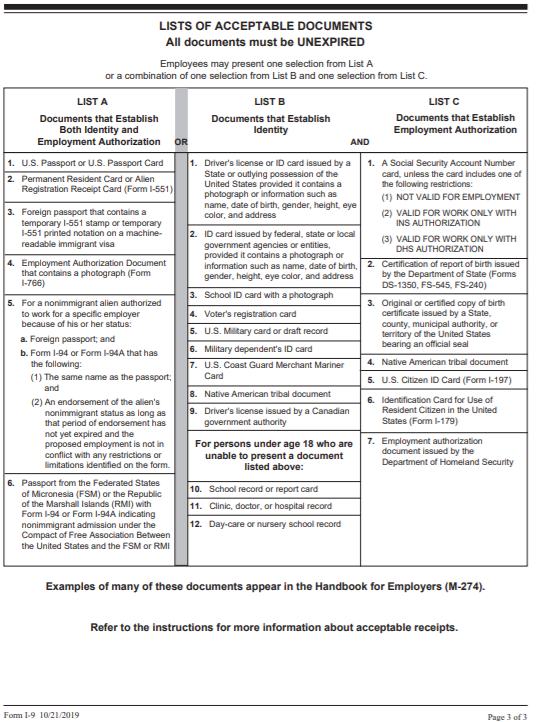 LISTS OF ACCEPTABLE DOCUMENTS
All documents must be UNEXPIRED
Employees may present one selection from List A
or a combination of one selection from List B and one selection from List C.
LIST A
Documents that Establish
Both Identity and
Employment Authorization
OR
1. U.S. Passport or U.S. Passport Card
2. Permanent Resident Card or Alien
Registration Receipt Card (Form I-551)
3. Foreign passport that contains a
temporary I-551 stamp or temporary
I-551 printed notation on a machine-
readable immigrant visa
4. Employment Authorization Document
that contains a photograph (Form
I-766)
5. For a nonimmigrant alien authorized
to work for a specific employer
because of his or her status:
a. Foreign passport; and
b. Form I-94 or Form I-94A that has
the following:
(1) The same name as the passport;
and
(2) An endorsement of the alien's
nonimmigrant status as long as
that period of endorsement has
not yet expired and the
proposed employment is not in
conflict with any restrictions or
limitations identified on the form.
6. Passport from the Federated States
of Micronesia (FSM) or the Republic
of the Marshall Islands (RMI) with
Form I-94 or Form I-94A indicating
nonimmigrant admission under the
Compact of Free Association Between
the United States and the FSM or RMI
LIST B
Documents that Establish
Identity
AND
1. Driver's license or ID card issued by a
State or outlying possession of the
United States provided it contains a
photograph or information such as
name, date of birth, gender, height, eye
color, and address
2. ID card issued by federal, state or local
government agencies or entities,
provided it contains a photograph or
information such as name, date of birth,
gender, height, eye color, and address
3. School ID card with a photograph
4. Voter's registration card
5. U.S. Military card or draft record
6. Military dependent's ID card
7. U.S. Coast Guard Merchant Mariner
Card
8. Native American tribal document
9. Driver's license issued by a Canadian
government authority
For persons under age 18 who are
unable to present a document
listed above:
10. School record or report card
11. Clinic, doctor, or hospital record
12. Day-care or nursery school record
LIST C
Documents that Establish
Employment Authorization
1. A Social Security Account Number
card, unless the card includes one of
the following restrictions:
(1) NOT VALID FOR EMPLOYMENT
(2) VALID FOR WORK ONLY WITH
INS AUTHORIZATION
(3) VALID FOR WORK ONLY WITH
DHS AUTHORIZATION
2. Certification of report of birth issued
by the Department of State (Forms
DS-1350, FS-545, FS-240)
3. Original or certified copy of birth
certificate issued by a State,
county, municipal authority, or
territory of the United States
bearing an official seal
4. Native American tribal document
5. U.S. Citizen ID Card (Form I-197)
6. Identification Card for Use of
Resident Citizen in the United
States (Form I-179)
7. Employment authorization
document issued by the
Department of Homeland Security
Examples of many of these documents appear in the Handbook for Employers (M-274).
Refer to the instructions for more information about acceptable receipts.
Form I-9 10/21/2019
Page 3 of 3